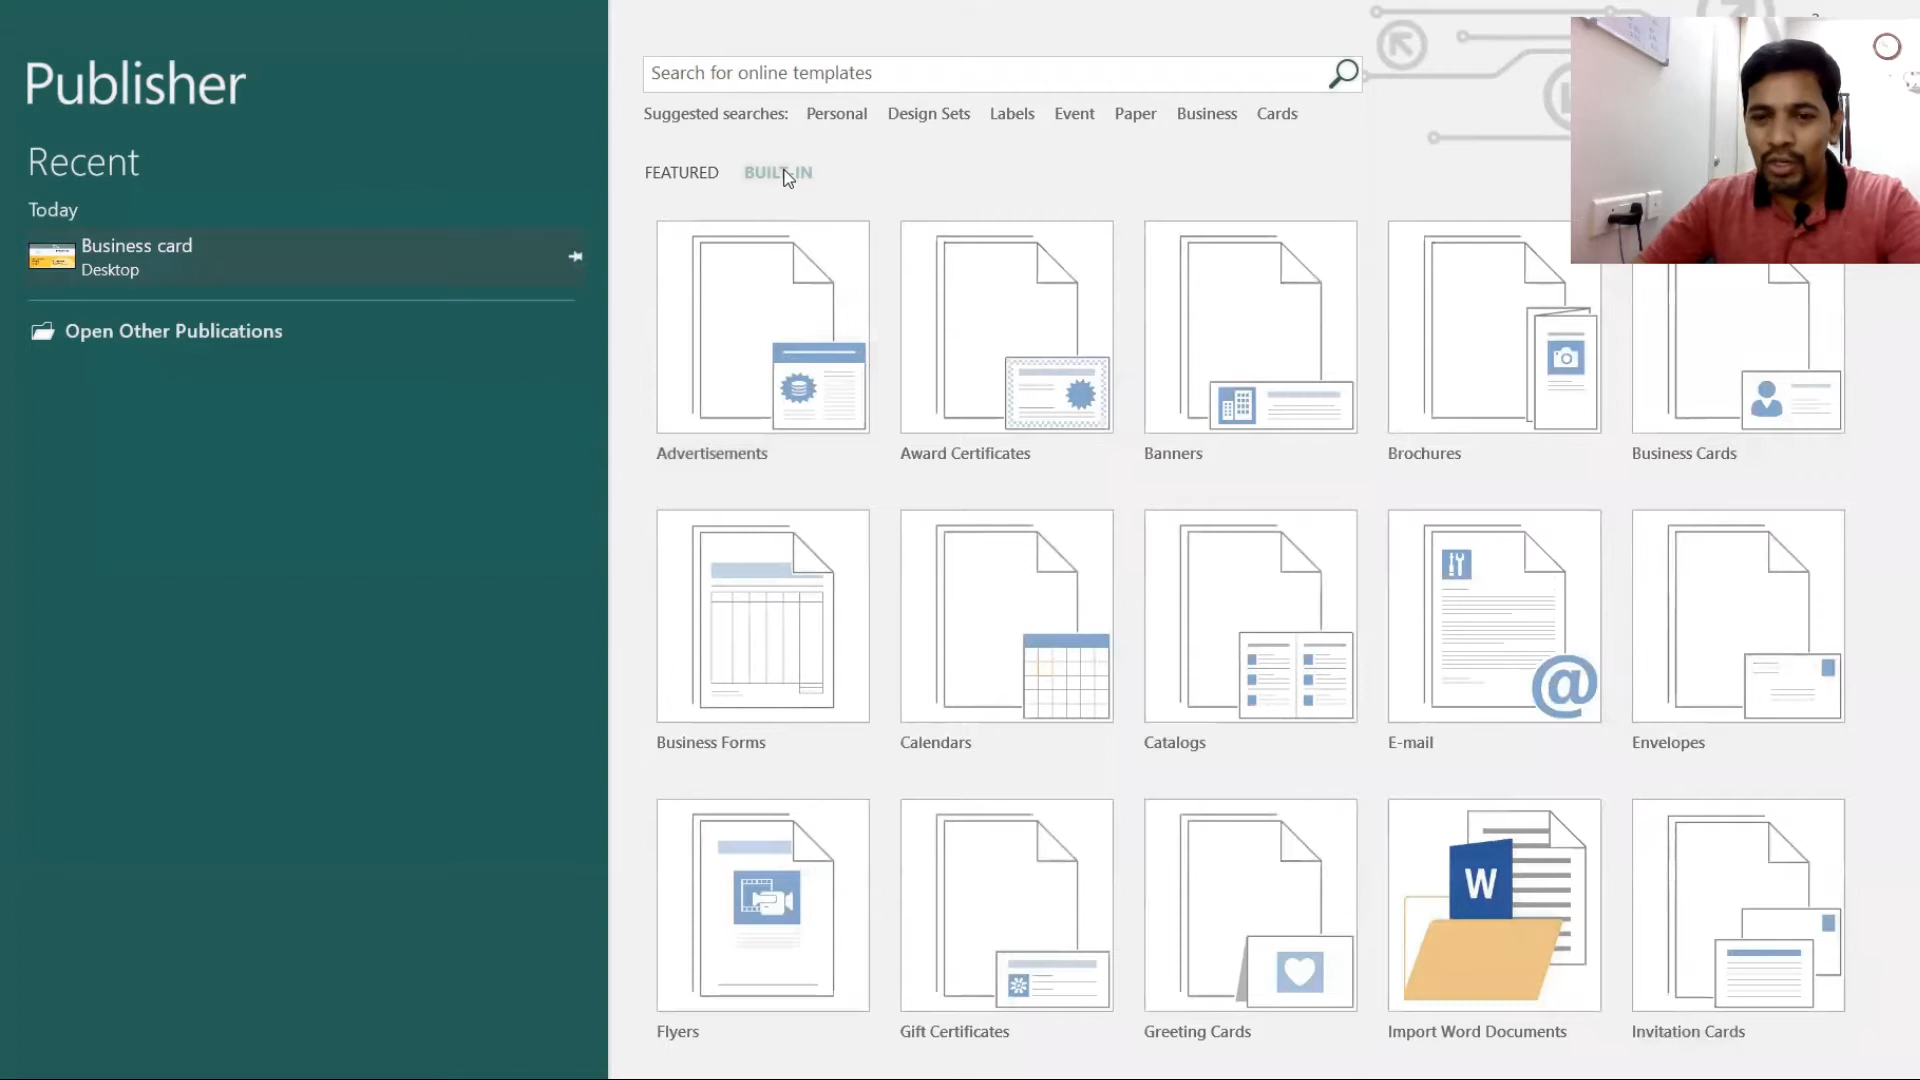 Publisher
Recent
Today
Business card
Desktop
Open Other Publications
Search for online templates
Suggested searches: Personal Design Sets Labels Event Paper Business Cards
FEATURED BUILT-IN
Advertisements Award Certificates Banners Brochures Business Cards
Business Forms Calendars Catalogs E-mail Envelopes
@
W
Flyers Gift Certificates Greeting Cards Import Word Documents Invitation Cards